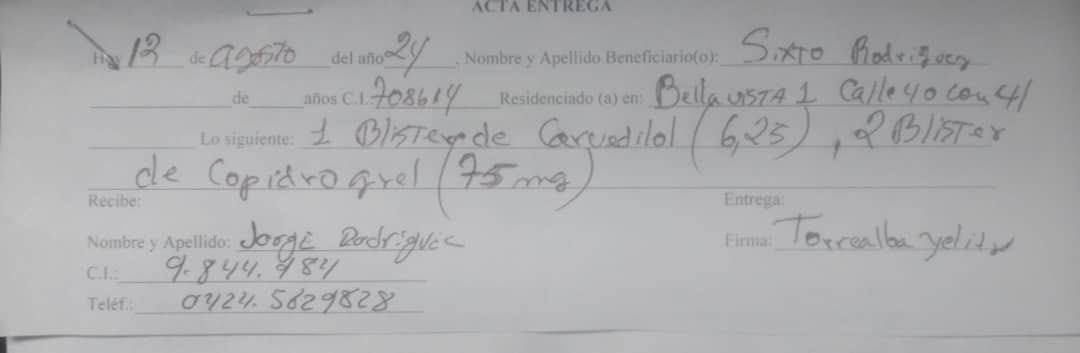 ACTA ENTREGA
Hoy 13 de agosto del año 24, Nombre y Apellido Beneficiario(o): Sixto Rodriguez
de años C.I. 708614 Residenciado (a) en: Bella vISTA 1 Calle 40 con 41
Lo siguiente: 1 Blister de Carvedilol (6,25), 2 Blister
de Copidrogrel (75 mg)
Recibe: Entrega:
Nombre y Apellido: Jorge Rodriguez Firma: Torrealba Yelitza
C.I.: 9.844.984
Teléf.: 0424.5629828